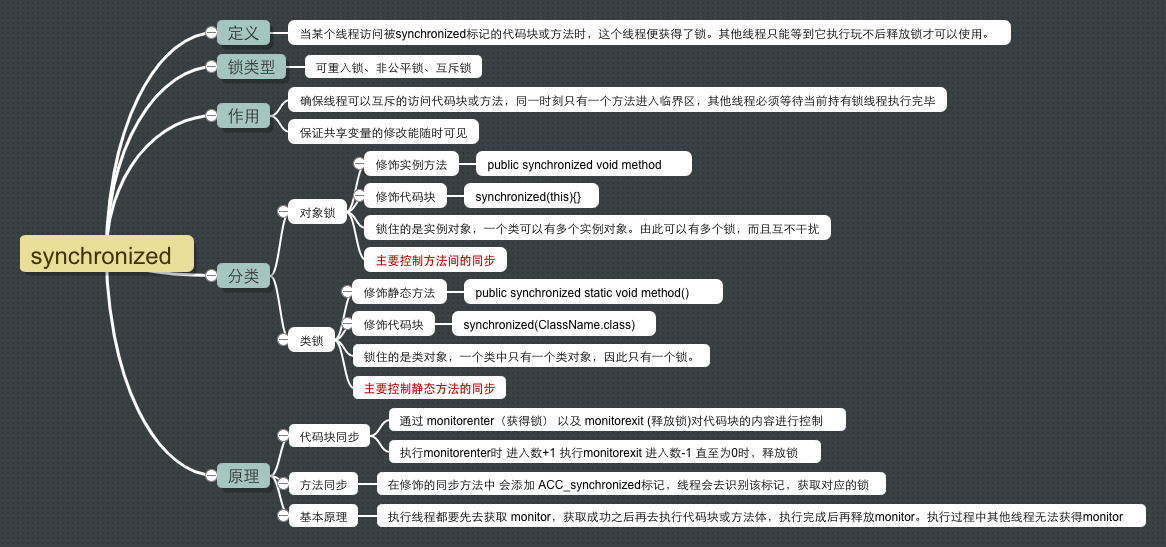 synchronized
定义
当某个线程访问被synchronized标记的代码块或方法时，这个线程便获得了锁。其他线程只能等到它执行玩不后释放锁才可以使用。
锁类型
可重入锁、非公平锁、互斥锁
作用
确保线程可以互斥的访问代码块或方法，同一时刻只有一个方法进入临界区，其他线程必须等待当前持有锁线程执行完毕
保证共享变量的修改能随时可见
分类
对象锁
修饰实例方法
public synchronized void method
修饰代码块
synchronized(this){}
锁住的是实例对象，一个类可以有多个实例对象。由此可以有多个锁，而且互不干扰
主要控制方法间的同步
类锁
修饰静态方法
public synchronized static void method()
修饰代码块
synchronized(ClassName.class)
锁住的是类对象，一个类中只有一个类对象，因此只有一个锁。
主要控制静态方法的同步
原理
代码块同步
通过 monitorenter（获得锁） 以及 monitorexit (释放锁)对代码块的内容进行控制
执行monitorenter时 进入数+1 执行monitorexit 进入数-1 直至为0时，释放锁
方法同步
在修饰的同步方法中 会添加 ACC_synchronized标记，线程会去识别该标记，获取对应的锁
基本原理
执行线程都要先去获取 monitor，获取成功之后再去执行代码块或方法体，执行完成后再释放monitor。执行过程中其他线程无法获得monitor